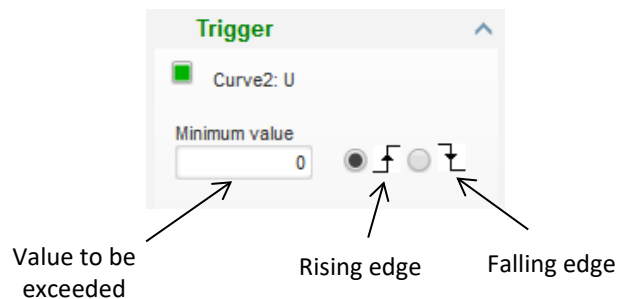 Trigger
Curve2: U
Minimum value
0
Value to be
exceeded
Rising edge
Falling edge